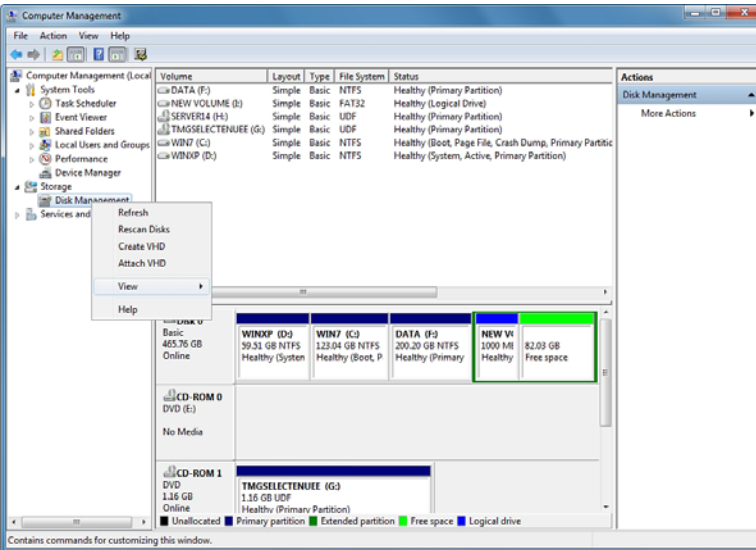 Computer Management
File Action View Help
Computer Management (Local
System Tools
Task Scheduler
Event Viewer
Shared Folders
Local Users and Groups
Performance
Device Manager
Storage
Disk Management
Services and
Refresh
Rescan Disks
Create VHD
Attach VHD
View
Help
Volume Layout Type File System Status
DATA (F:) Simple Basic NTFS Healthy (Primary Partition)
NEW VOLUME (I:) Simple Basic FAT32 Healthy (Logical Drive)
SERVER14 (H:) Simple Basic UDF Healthy (Primary Partition)
TMGSELECTENUEE (G:) Simple Basic UDF Healthy (Primary Partition)
WIN7 (C:) Simple Basic NTFS Healthy (Boot, Page File, Crash Dump, Primary Partitic
WINXP (D:) Simple Basic NTFS Healthy (System, Active, Primary Partition)
Disk 0
Basic
465.76 GB
Online
WINXP (D:)
59.51 GB NTFS
Healthy (System
WIN7 (C:)
123.04 GB NTFS
Healthy (Boot, P
DATA (F:)
200.20 GB NTFS
Healthy (Primary
NEW V
1000 MI
Healthy
82.03 GB
Free space
CD-ROM 0
DVD (E:)
No Media
CD-ROM 1
DVD
1.16 GB
Online
TMGSELECTENUEE (G:)
1.16 GB UDF
Healthy (Primary Partition)
Unallocated Primary partition Extended partition Free space Logical drive
Actions
Disk Management
More Actions
Contains commands for customizing this window.